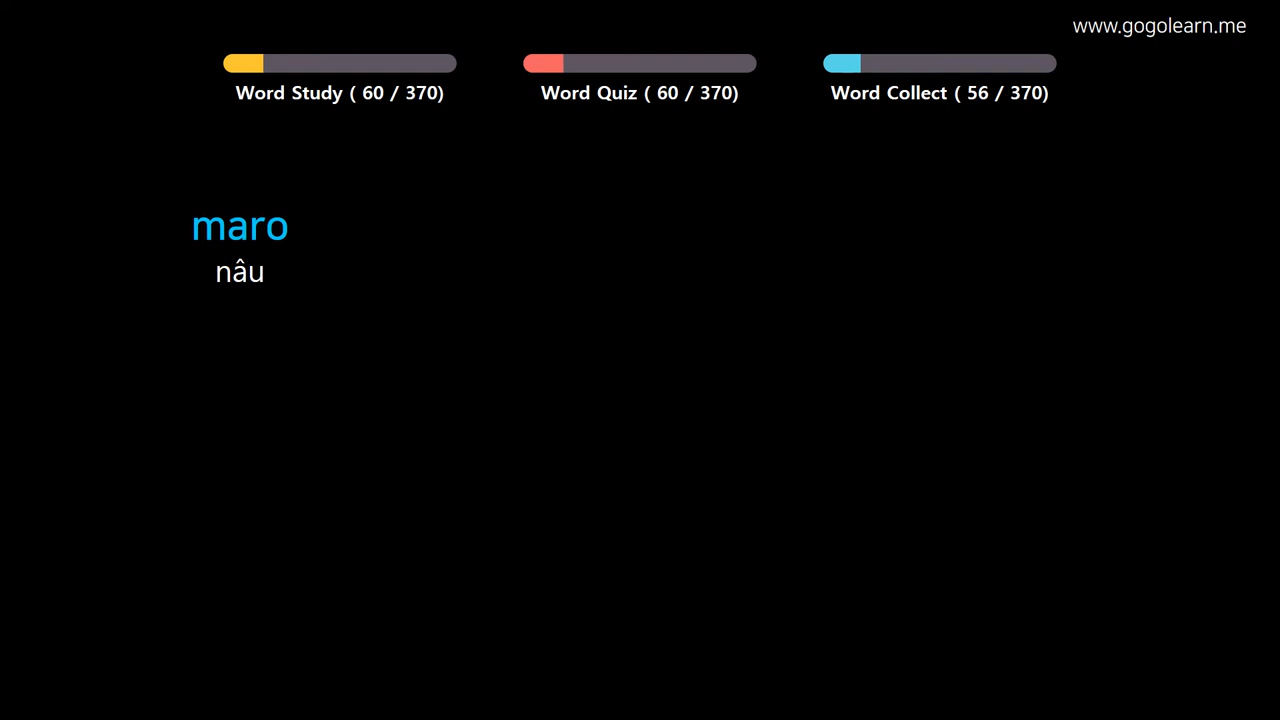 www.gogolearn.me
Word Study ( 60 / 370)
Word Quiz ( 60 / 370)
Word Collect ( 56 / 370)
maro
nâu